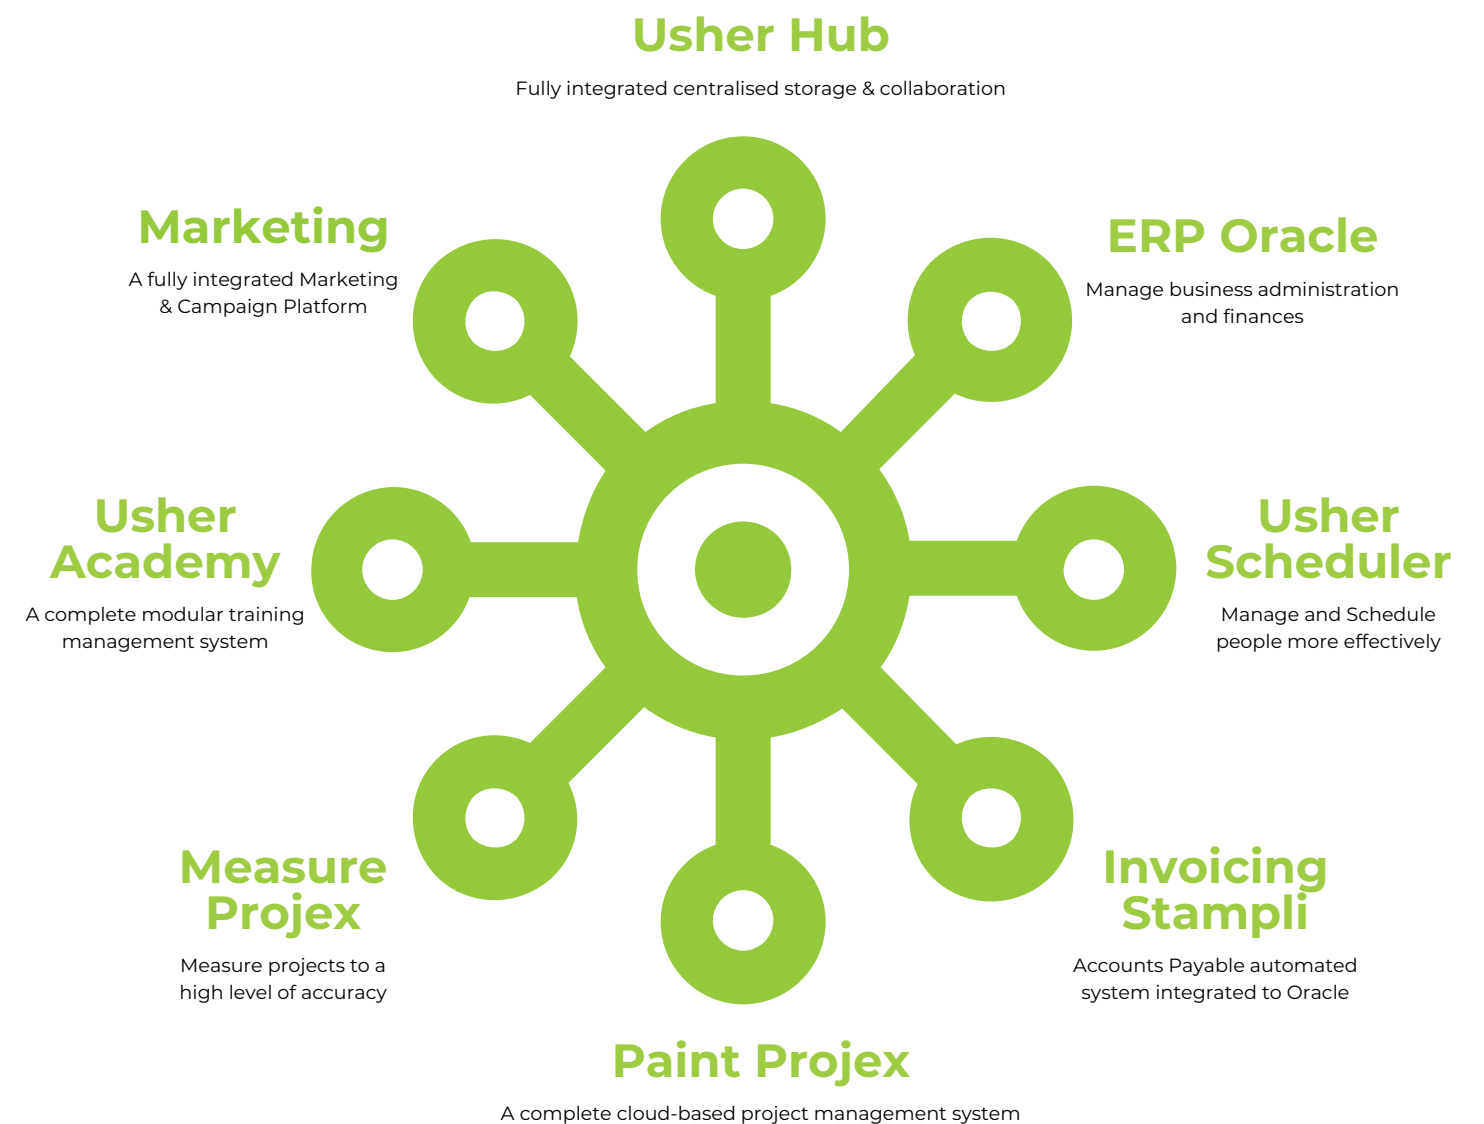 Usher Hub
Fully integrated centralised storage & collaboration
Marketing
A fully integrated Marketing
& Campaign Platform
ERP Oracle
Manage business administration
and finances
Usher
Academy
A complete modular training
management system
Usher
Scheduler
Manage and Schedule
people more effectively
Measure
Projex
Measure projects to a
high level of accuracy
Invoicing
Stampli
Accounts Payable automated
system integrated to Oracle
Paint Projex
A complete cloud-based project management system